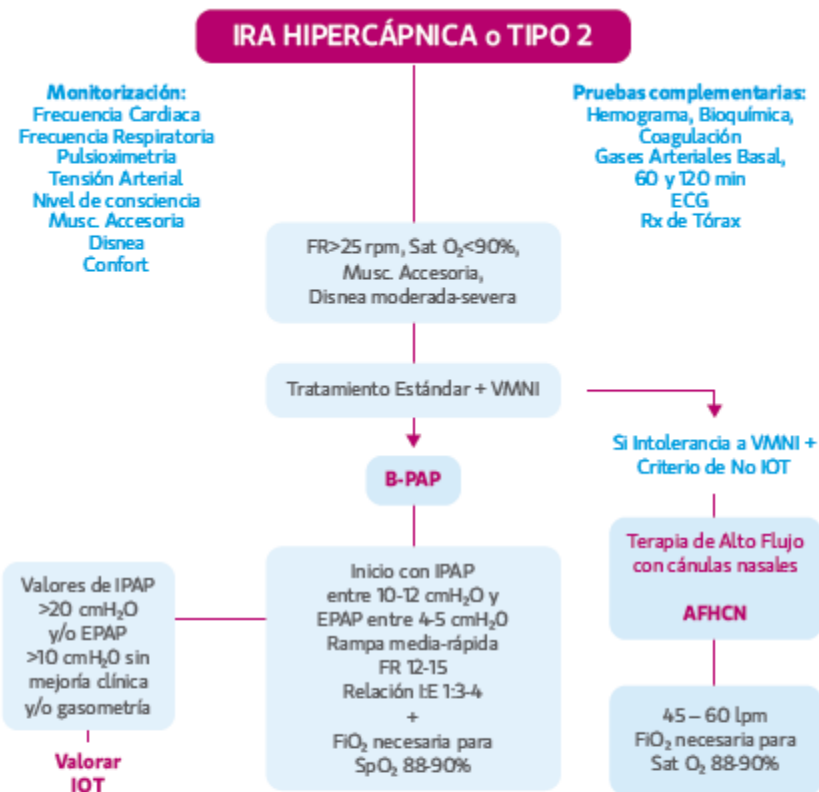 IRA HIPERCÁPNICA o TIPO 2
Monitorización:
Frecuencia Cardiaca
Frecuencia Respiratoria
Pulsioximetria
Tensión Arterial
Nivel de consciencia
Musc. Accesoria
Disnea
Confort
Pruebas complementarias:
Hemograma, Bioquímica,
Coagulación
Gases Arteriales Basal,
60 y 120 min
ECG
Rx de Tórax
FR>25 rpm, Sat O₂<90%,
Musc. Accesoria,
Disnea moderada-severa
Tratamiento Estándar + VMNI
B-PAP
Si Intolerancia a VMNI +
Criterio de No IOT
Terapia de Alto Flujo
con cánulas nasales
AFHCN
Valores de IPAP
>20 cmH₂O
y/o EPAP
>10 cmH₂O sin
mejoría clínica
y/o gasometría
Valorar
IOT
Inicio con IPAP
entre 10-12 cmH₂O y
EPAP entre 4-5 cmH₂0
Rampa media-rápida
FR 12-15
Relación I:E 1:3-4
+
FiO₂ necesaria para
SpO₂ 88-90%
45 – 60 lpm
FiO₂ necesaria para
Sat O₂ 88-90%